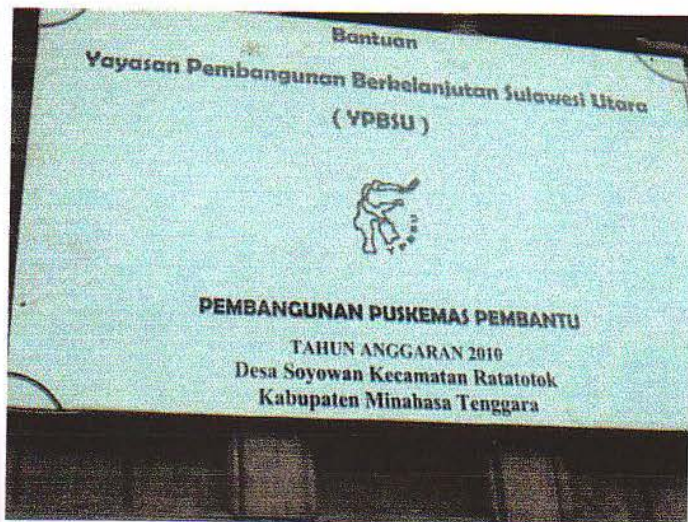 Bantuan
Yayasan Pembangunan Berkelanjutan Sulawesi Utara
( YPBSU )
YPBSU
PEMBANGUNAN PUSKEMAS PEMBANTU
TAHUN ANGGARAN 2010
Desa Soyowan Kecamatan Ratatotok
Kabupaten Minahasa Tenggara